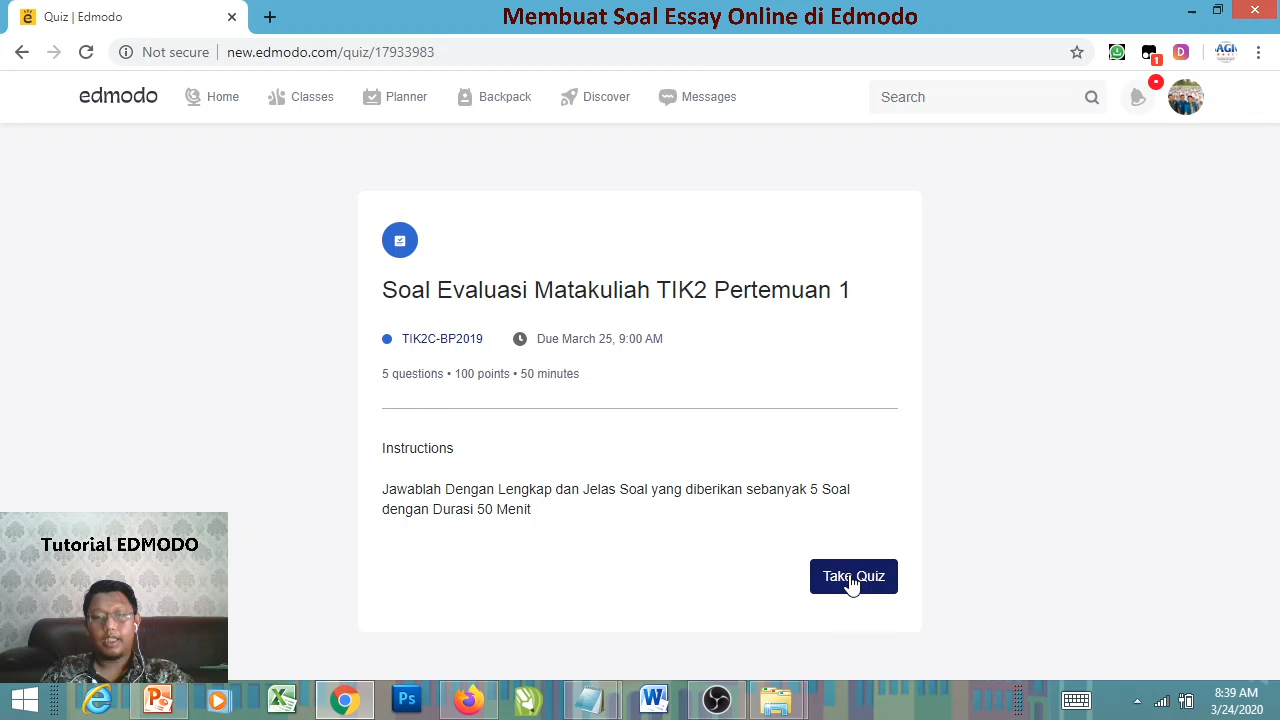 Quiz | Edmodo
Membuat Soal Essay Online di Edmodo
Not secure
new.edmodo.com/quiz/17933983
1
AGI
edmodo
Home
Classes
Planner
Backpack
Discover
Messages
Search
Soal Evaluasi Matakuliah TIK2 Pertemuan 1
TIK2C-BP2019
Due March 25, 9:00 AM
5 questions • 100 points • 50 minutes
Instructions
Jawablah Dengan Lengkap dan Jelas Soal yang diberikan sebanyak 5 Soal
dengan Durasi 50 Menit
Take Quiz
Tutorial EDMODO
Ps
8:39 AM
3/24/2020